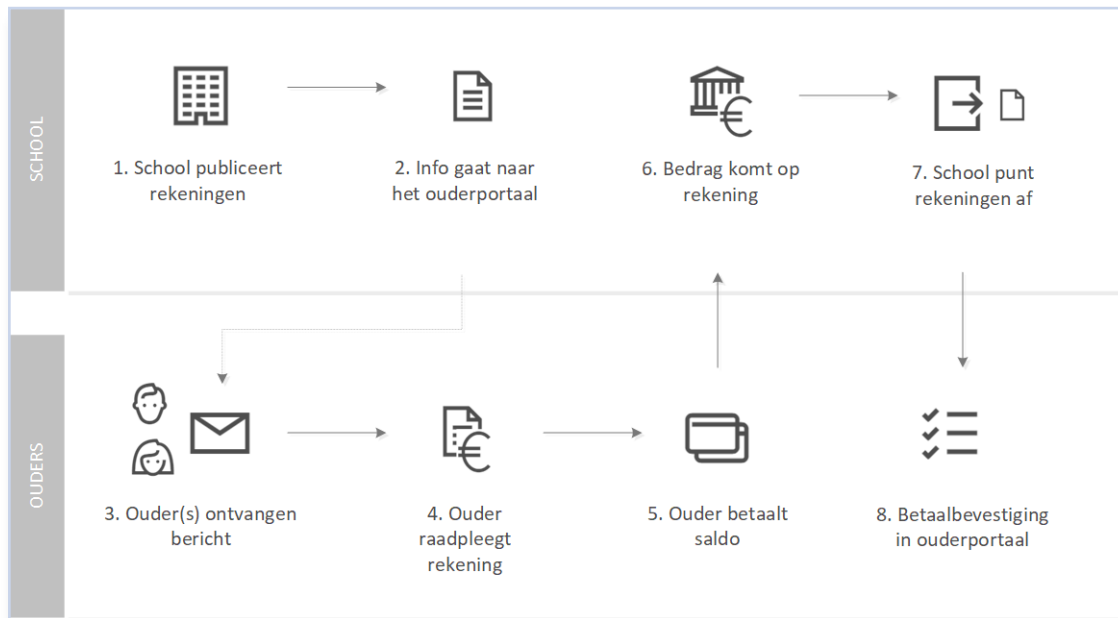 SCHOOL
1. School publiceert
rekeningen
2. Info gaat naar
het ouderportaal
6. Bedrag komt op
rekening
7. School punt
rekeningen af
OUDERS
3. Ouder(s) ontvangen
bericht
4. Ouder
raadpleegt
rekening
5. Ouder betaalt
saldo
8. Betaalbevestiging
in ouderportaal